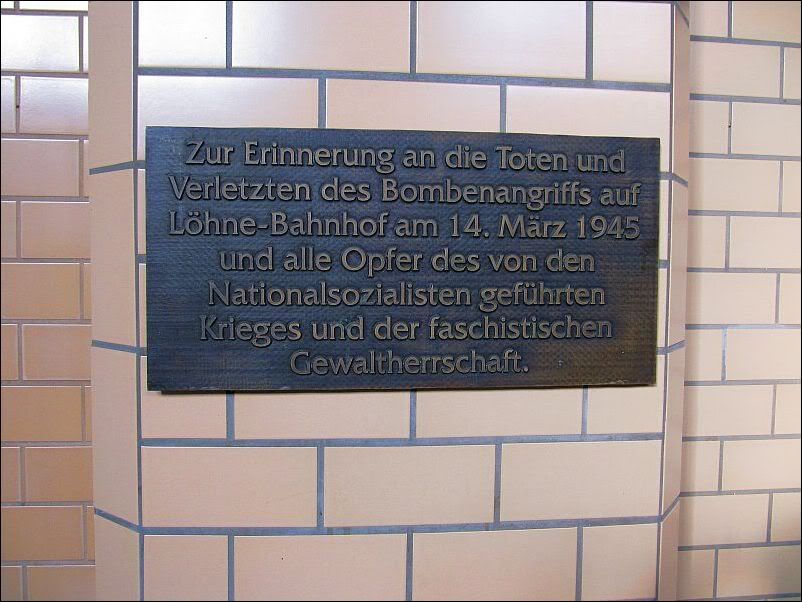 Zur Erinnerung an die Toten und
Verletzten des Bombenangriffs auf
Löhne-Bahnhof am 14. März 1945
und alle Opfer des von den
Nationalsozialisten geführten
Krieges und der faschistischen
Gewaltherrschaft.